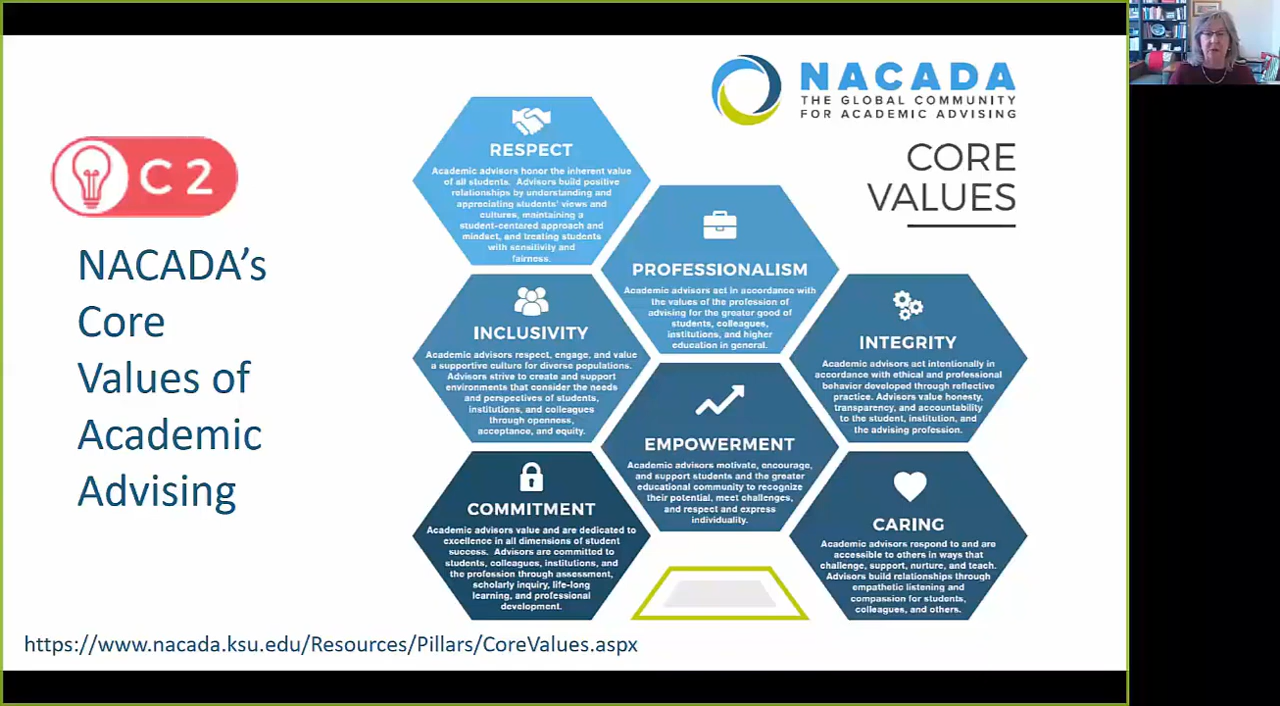 C 2
NACADA's
Core
Values of
Academic
Advising
NACADA
THE GLOBAL COMMUNITY
FOR ACADEMIC ADVISING
CORE
VALUES
RESPECT
Academic advisors honor the inherent value
of all students. Advisors build positive
relationships by understanding and
appreciating students' views and
cultures, maintaining a
student-centered approach and
mindset, and treating students
with sensitivity and
fairness.
PROFESSIONALISM
Academic advisors act in accordance with
the values of the profession of
advising for the greater good of
students, colleagues,
institutions, and higher
education in general.
INCLUSIVITY
Academic advisors respect, engage, and value
a supportive culture for diverse populations.
Advisors strive to create and support
environments that consider the needs
and perspectives of students,
institutions, and colleagues
through openness,
acceptance, and equity.
INTEGRITY
Academic advisors act intentionally in
accordance with ethical and professional
behavior developed through reflective
practice. Advisors value honesty,
transparency, and accountability
to the student, institution, and
the advising profession.
EMPOWERMENT
Academic advisors motivate, encourage,
and support students and the greater
educational community to recognize
their potential, meet challenges,
and respect and express
individuality.
COMMITMENT
Academic advisors value and are dedicated to
excellence in all dimensions of student
success. Advisors are committed to
students, colleagues, institutions, and
the profession through assessment,
scholarly inquiry, life-long
learning, and professional
development.
CARING
Academic advisors respond to and are
accessible to others in ways that
challenge, support, nurture, and teach.
Advisors build relationships through
empathetic listening and
compassion for students,
colleagues, and others.
https://www.nacada.ksu.edu/Resources/Pillars/CoreValues.aspx